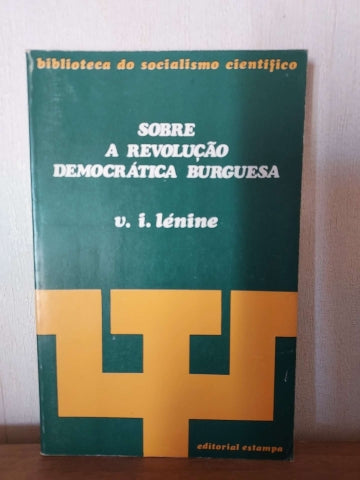 biblioteca do socialismo científico
SOBRE
A REVOLUÇÃO
DEMOCRÁTICA BURGUESA
v. i. lénine
editorial estampa